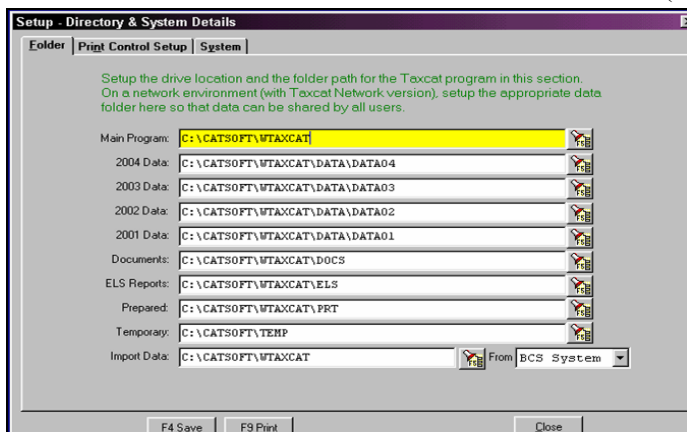 Setup - Directory & System Details
Folder Print Control Setup System
Setup the drive location and the folder path for the Taxcat program in this section.
On a network environment (with Taxcat Network version), setup the appropriate data
folder here so that data can be shared by all users.
Main Program: C:\CATSOFT\WTAXCAT
2004 Data: C:\CATSOFT\WTAXCAT\DATA\DATA04
2003 Data: C:\CATSOFT\WTAXCAT\DATA\DATA03
2002 Data: C:\CATSOFT\WTAXCAT\DATA\DATA02
2001 Data: C:\CATSOFT\WTAXCAT\DATA\DATA01
Documents: C:\CATSOFT\WTAXCAT\DOCS
ELS Reports: C:\CATSOFT\WTAXCAT\ELS
Prepared: C:\CATSOFT\WTAXCAT\PRT
Temporary: C:\CATSOFT\TEMP
Import Data: C:\CATSOFT\WTAXCAT From BCS System
F4 Save F9 Print Close